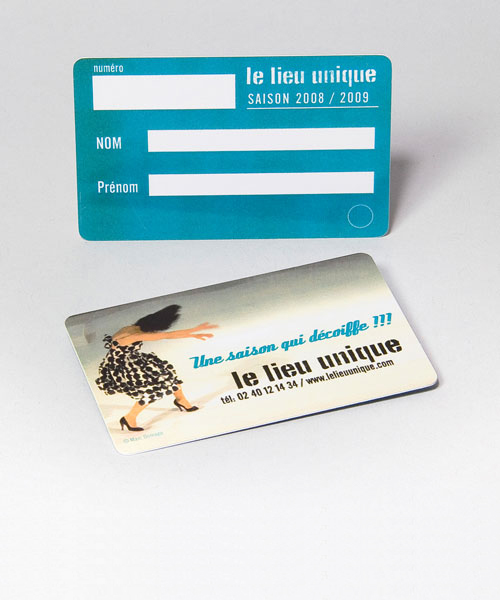 numéro
le lieu unique
SAISON 2008 / 2009
NOM
Prénom
Une saison qui décoiffe !!!
le lieu unique
tél: 02 40 12 14 34 / www.lelieuunique.com